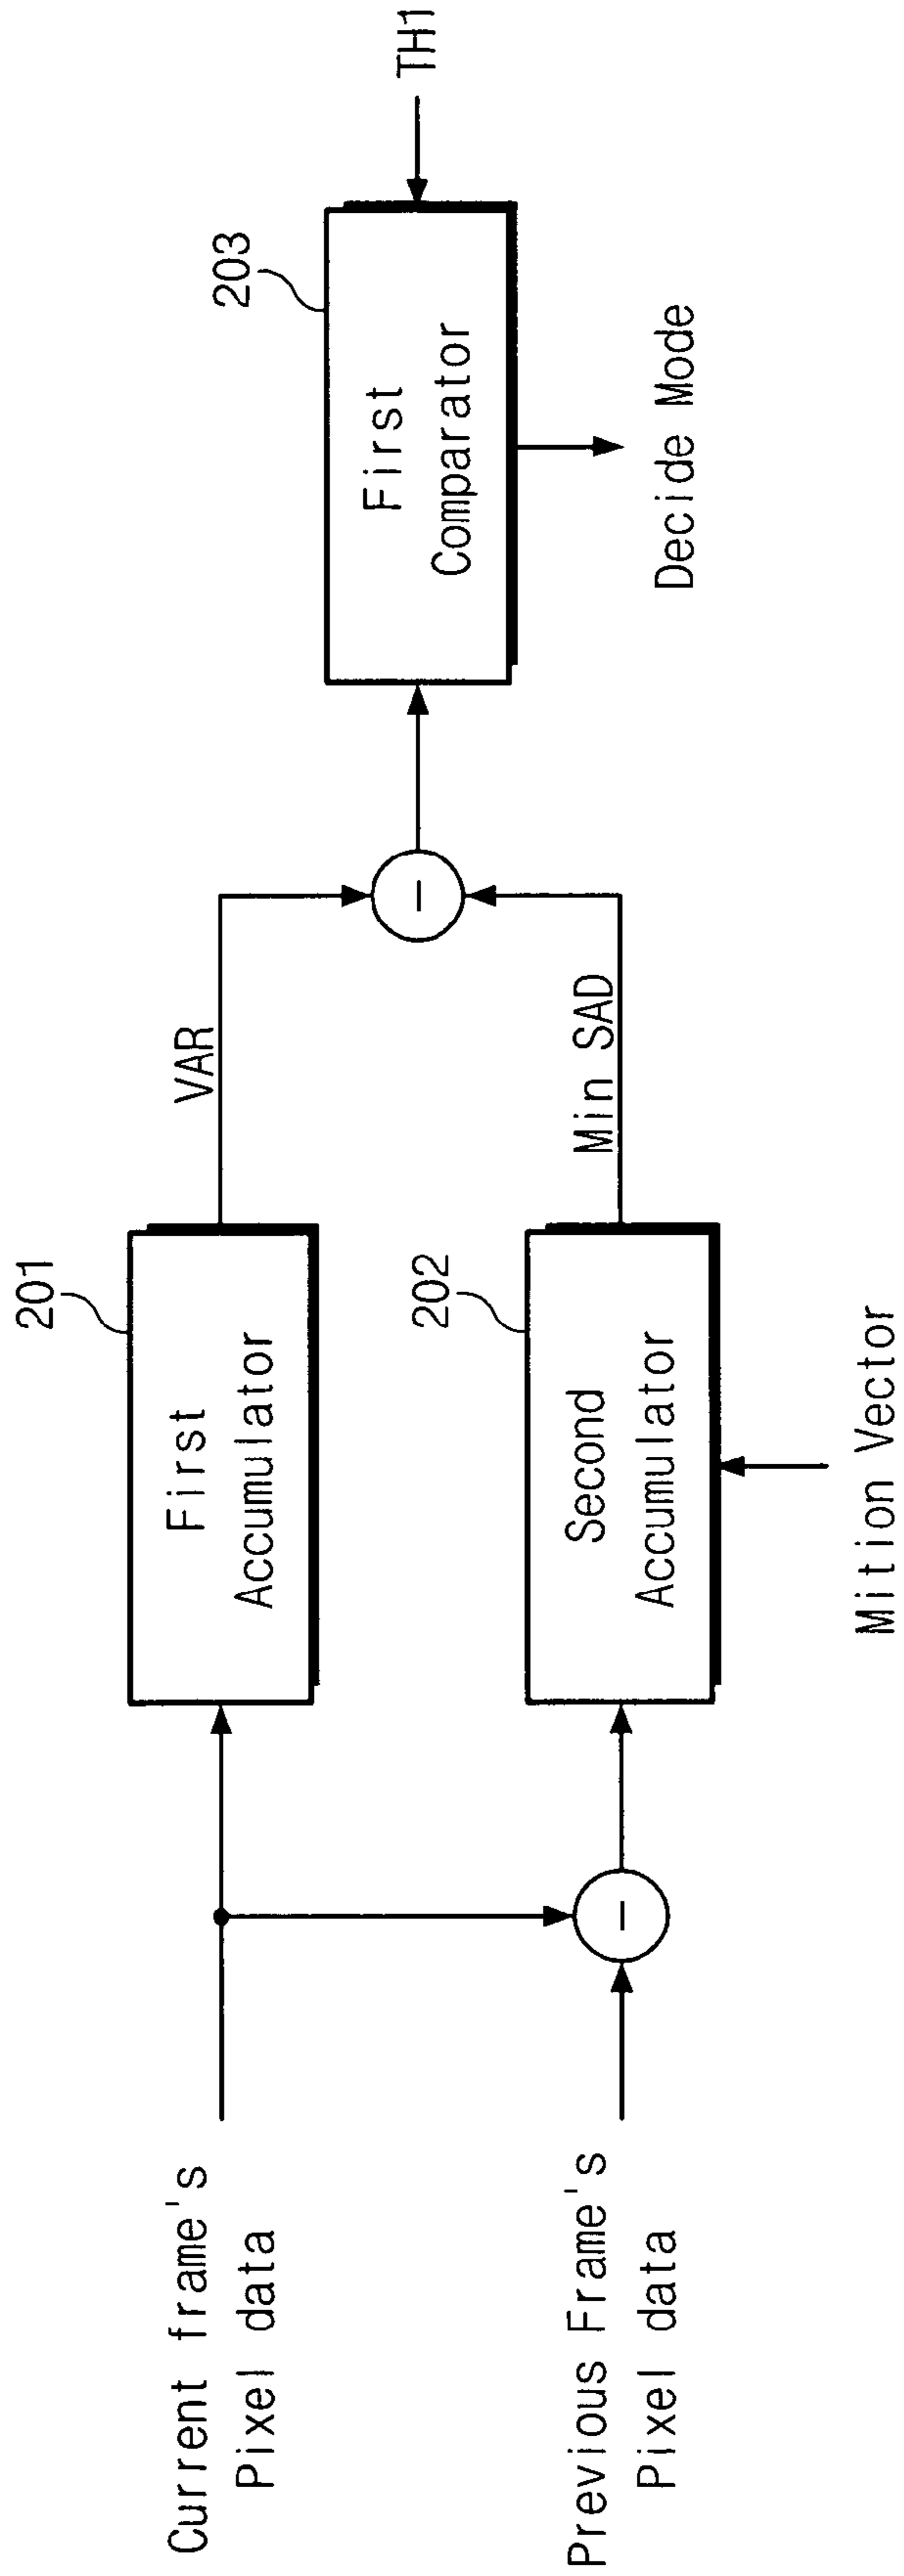 Current frame's
Pixel data
Previous Frame's
Pixel data
201
First
Accumulator
202
Second
Accumulator
Mition Vector
VAR
Min SAD
−
−
203
First
Comparator
Decide Mode
TH1